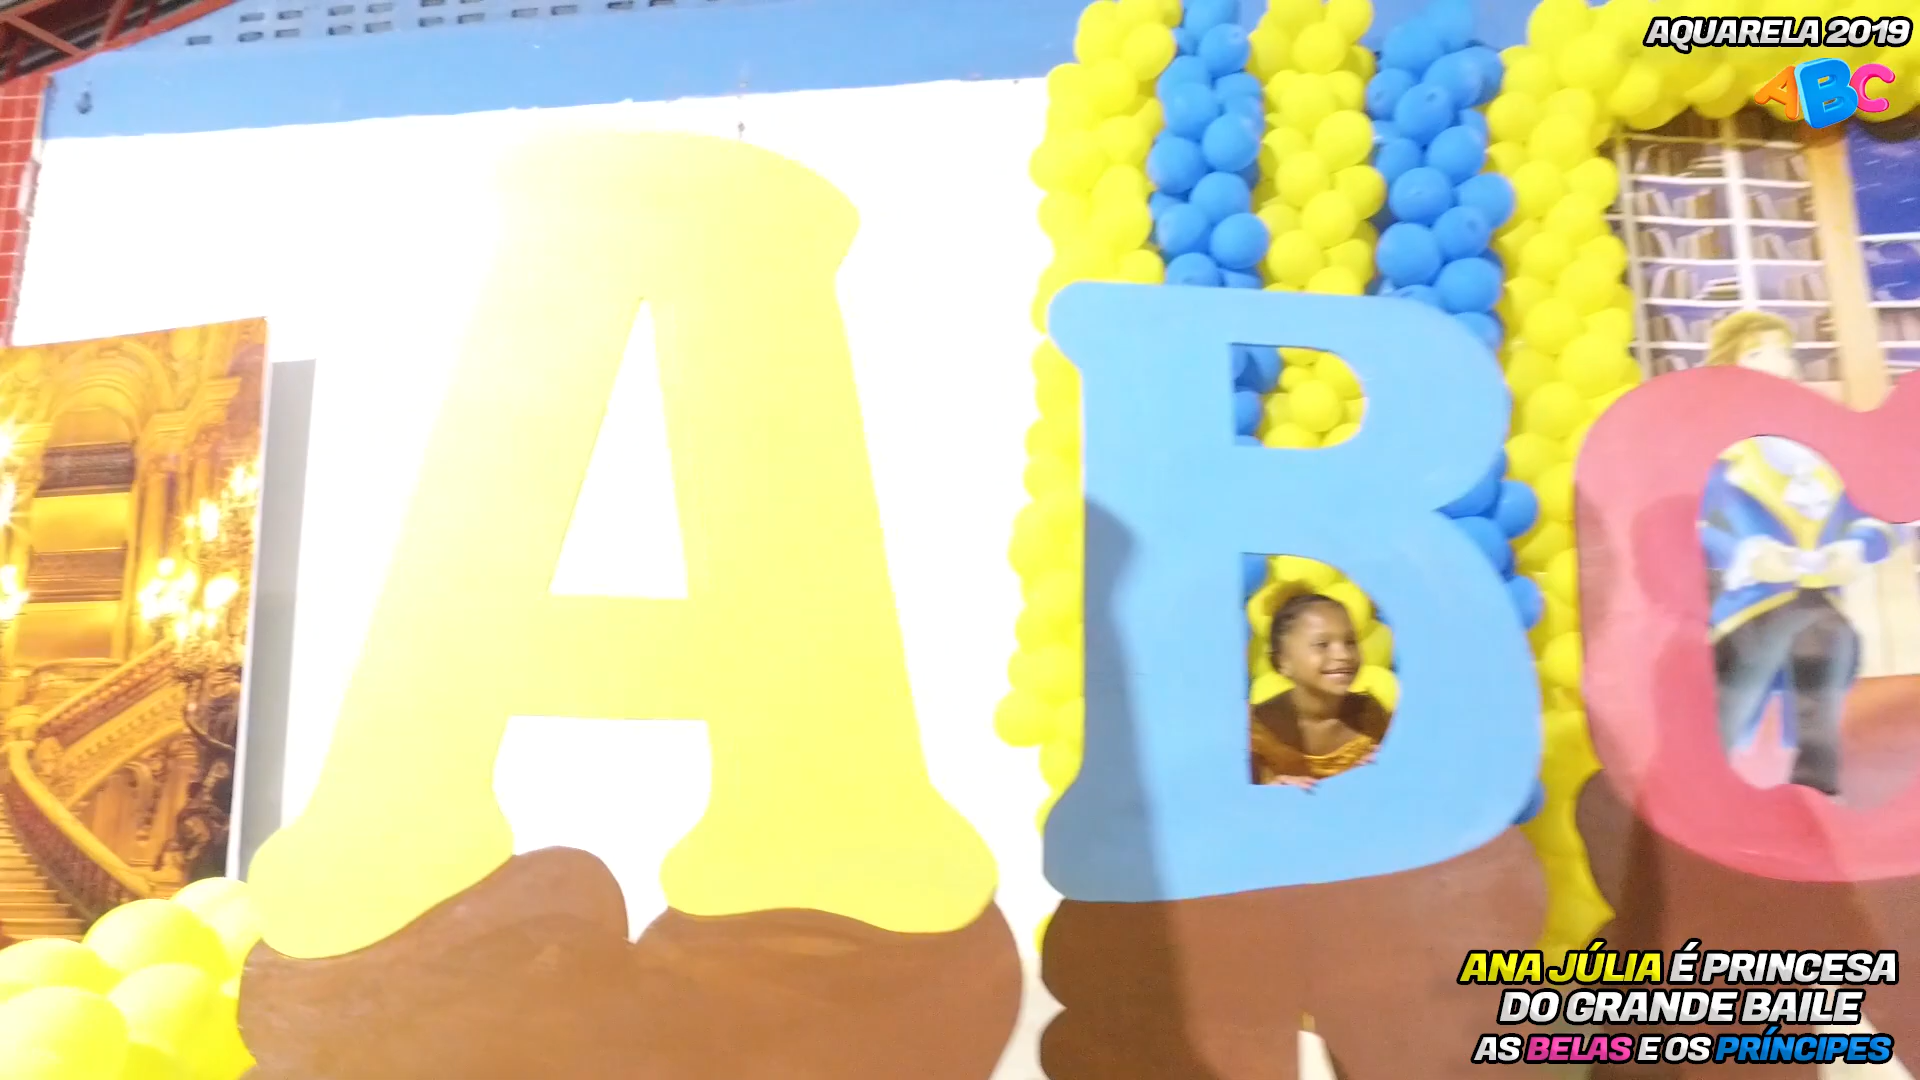 AQUARELA 2019
ABC
A B C
ANA JÚLIA É PRINCESA
DO GRANDE BAILE
AS BELAS E OS PRÍNCIPES